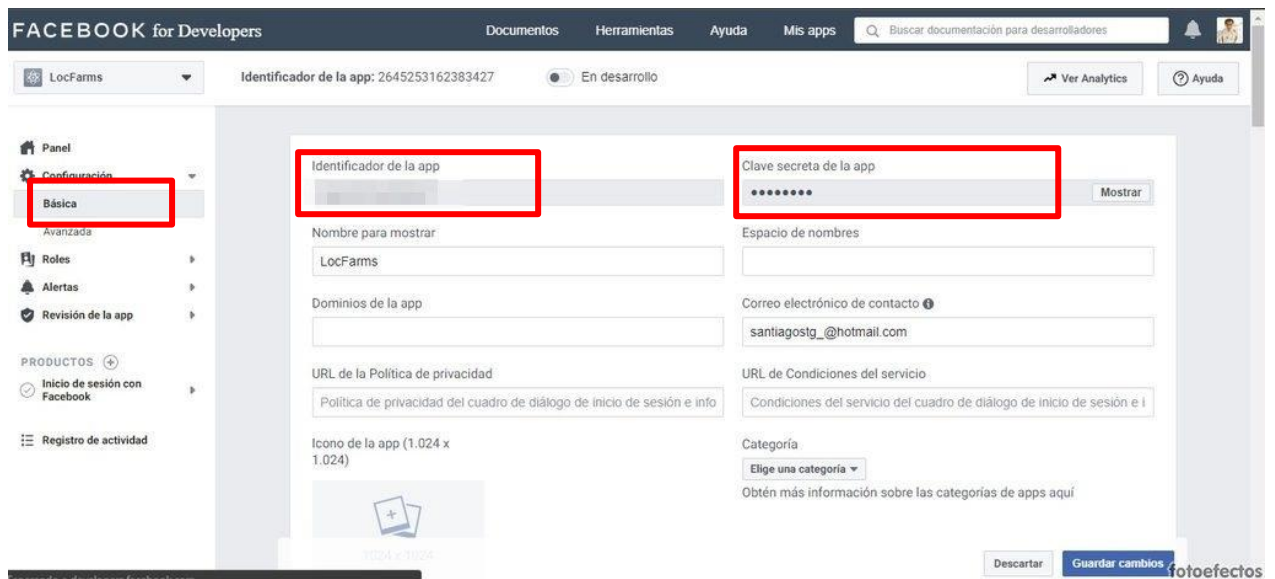 FACEBOOK for Developers
Documentos
Herramientas
Ayuda
Mis apps
Buscar documentación para desarrolladores
LocFarms
Identificador de la app: 2645253162383427
En desarrollo
Ver Analytics
Ayuda
Panel
Configuración
Básica
Avanzada
Roles
Alertas
Revisión de la app
PRODUCTOS
Inicio de sesión con
Facebook
Registro de actividad
Identificador de la app
Clave secreta de la app
Mostrar
Nombre para mostrar
LocFarms
Espacio de nombres
Dominios de la app
Correo electrónico de contacto
santiagostg_@hotmail.com
URL de la Política de privacidad
Política de privacidad del cuadro de diálogo de inicio de sesión e info
URL de Condiciones del servicio
Condiciones del servicio del cuadro de diálogo de inicio de sesión e i
Icono de la app (1.024 x
1.024)
1024 x 1024
Categoría
Elige una categoría
Obtén más información sobre las categorías de apps aquí
Descartar
Guardar cambios
fotoefectos